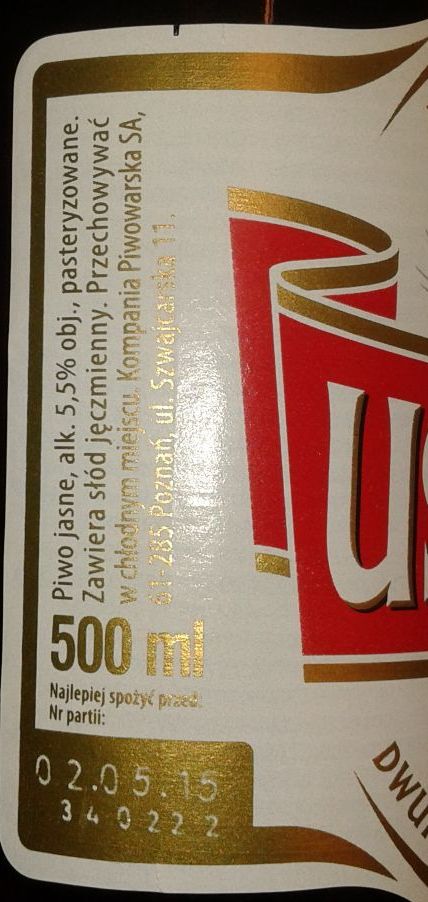 Piwo jasne, alk. 5,5% obj., pasteryzowane.
Zawiera słód jęczmienny. Przechowywać
w chłodnym miejscu. Kompania Piwowarska SA,
61-285 Poznań, ul. Szwajcarska 11.
500 ml
Najlepiej spożyć przed:
Nr partii:
02.05.15
340222